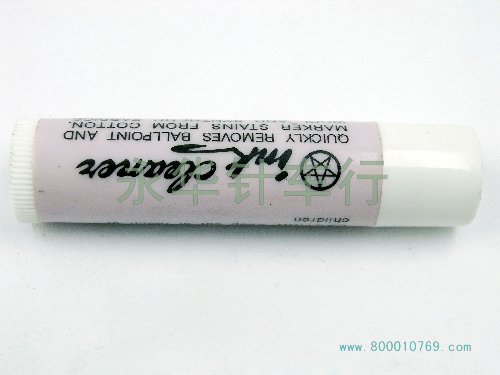 children
ink cleaner
QUICKLY REMOVES BALLPOINT AND
MARKER STAINS FROM COTTON,
永华针车行
www.800010769.com